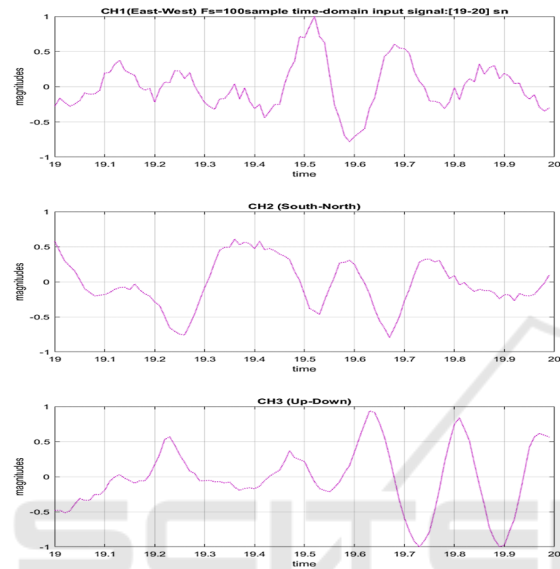 CH1(East-West) Fs=100sample time-domain input signal:[19-20] sn
1
0.5
0
-0.5
-1
magnitudes
19 19.1 19.2 19.3 19.4 19.5 19.6 19.7 19.8 19.9 20
time
CH2 (South-North)
1
0.5
0
-0.5
-1
magnitudes
19 19.1 19.2 19.3 19.4 19.5 19.6 19.7 19.8 19.9 20
time
CH3 (Up-Down)
1
0.5
0
-0.5
-1
magnitudes
19 19.1 19.2 19.3 19.4 19.5 19.6 19.7 19.8 19.9 20
time